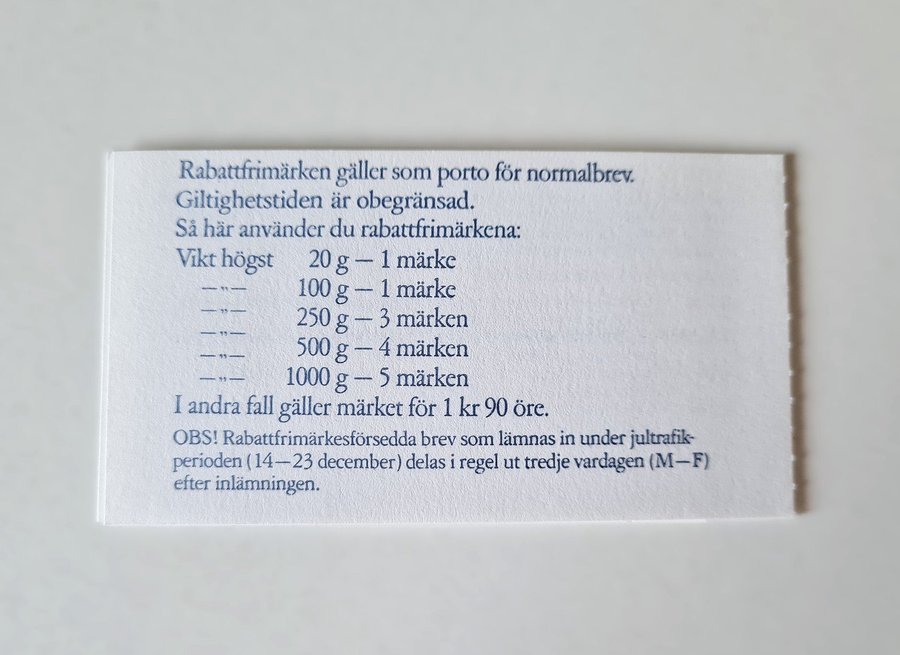 Rabattfrimärken gäller som porto för normalbrev.
Giltighetstiden är obegränsad.
Så här använder du rabattfrimärkena:
Vikt högst 20 g — 1 märke
—„— 100 g — 1 märke
—„— 250 g — 3 märken
—„— 500 g — 4 märken
—„— 1000 g — 5 märken
I andra fall gäller märket för 1 kr 90 öre.
OBS! Rabattfrimärkesförsedda brev som lämnas in under jultrafik-
perioden (14—23 december) delas i regel ut tredje vardagen (M—F)
efter inlämningen.